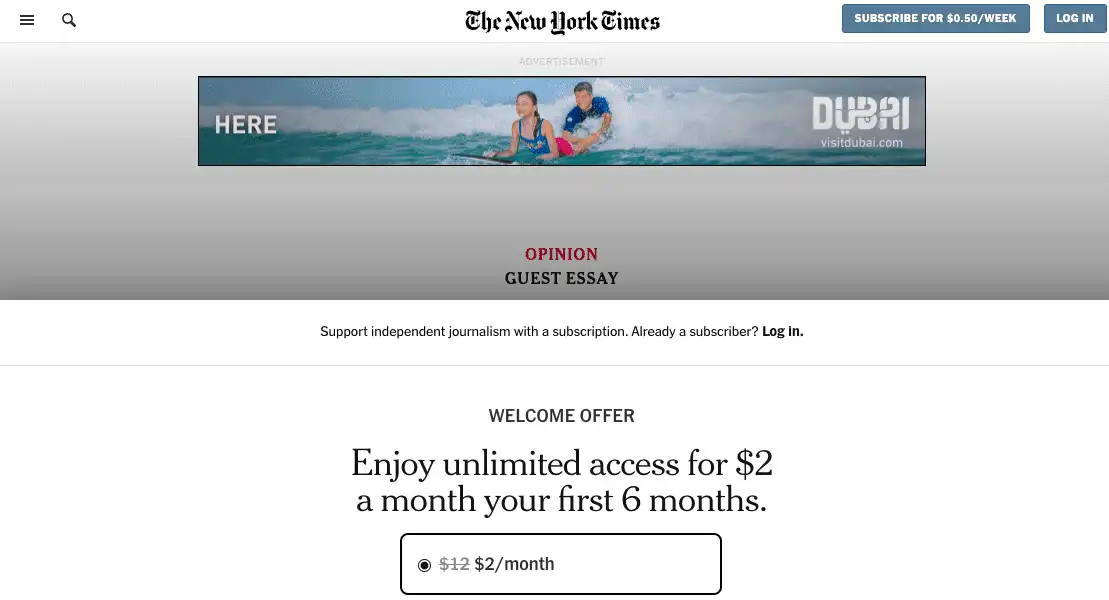 The New York Times
SUBSCRIBE FOR $0.50/WEEK
LOG IN
ADVERTISEMENT
HERE
DUBAI
visitdubai.com
OPINION
GUEST ESSAY
Support independent journalism with a subscription. Already a subscriber? Log in.
WELCOME OFFER
Enjoy unlimited access for $2
a month your first 6 months.
$12 $2/month